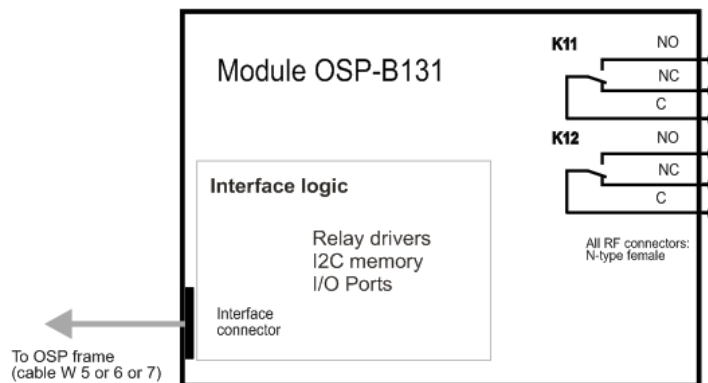 Module OSP-B131
K11
NO
NC
C
K12
NO
NC
C
All RF connectors:
N-type female
Interface logic
Relay drivers
I2C memory
I/O Ports
Interface
connector
To OSP frame
(cable W 5 or 6 or 7)